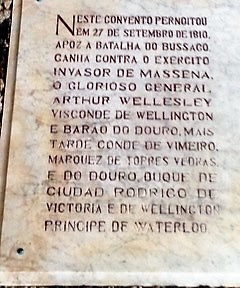 NESTE CONVENTO PERNOITOU
EM 27 DE SETEMBRO DE 1810,
APOZ A BATALHA DO BUSSACO,
GANHA CONTRA O EXERCITO
INVASOR DE MASSENA,
O GLORIOSO GENERAL
ARTHUR WELLESLEY
VISCONDE DE WELLINGTON
E BARÃO DO DOURO, MAIS
TARDE CONDE DE VIMEIRO,
MARQUEZ DE TORRES VEDRAS,
E DO DOURO, DUQUE DE
CIUDAD RODRIGO DE
VICTORIA E DE WELLINGTON
PRINCIPE DE WATERLOO